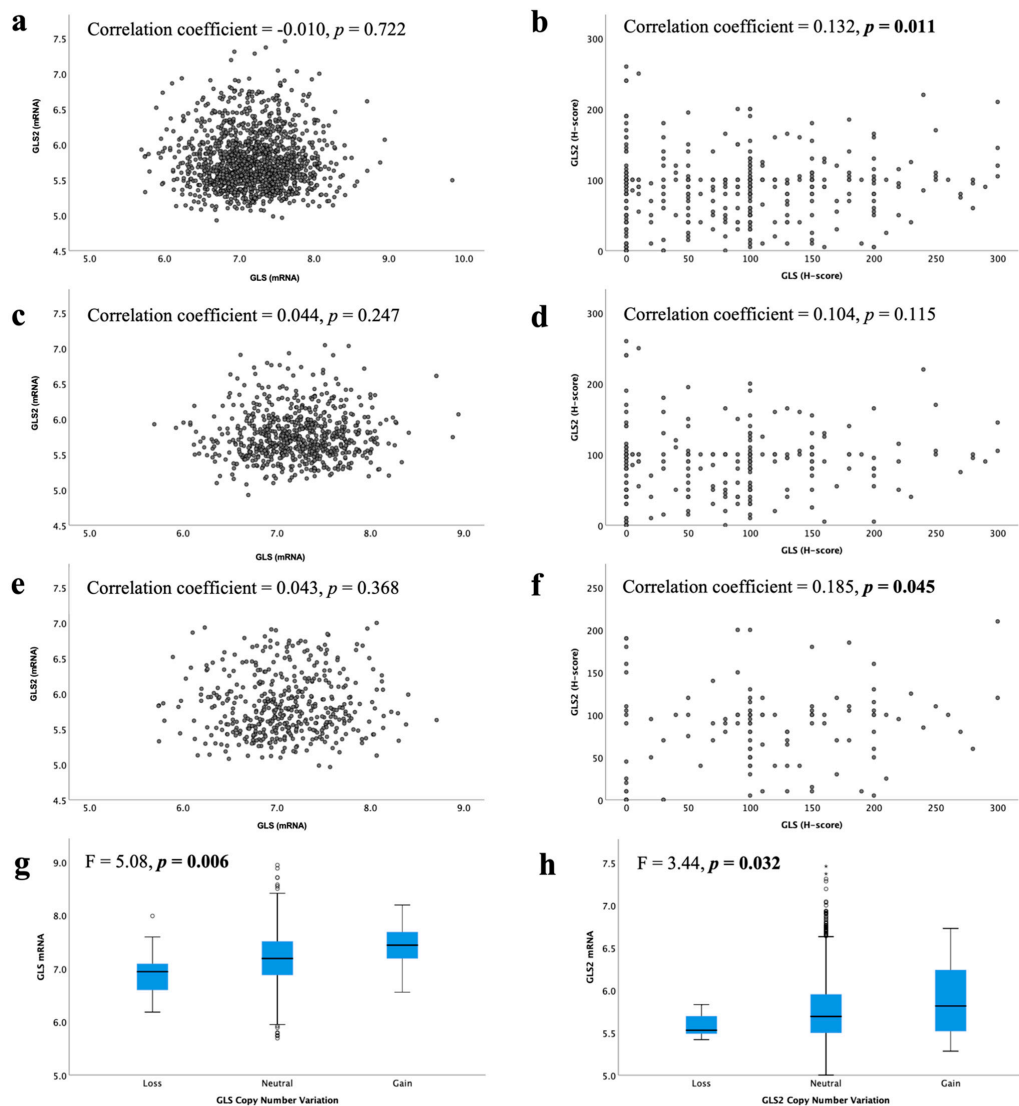 a
Correlation coefficient = -0.010, p = 0.722
7.5
7.0
6.5
6.0
5.5
5.0
4.5
GLS2 (mRNA)
5.0
6.0
7.0
8.0
9.0
10.0
GLS (mRNA)
b
Correlation coefficient = 0.132, p = 0.011
300
200
100
0
GLS2 (H-score)
0
50
100
150
200
250
300
GLS (H-score)
c
Correlation coefficient = 0.044, p = 0.247
7.5
7.0
6.5
6.0
5.5
5.0
4.5
GLS2 (mRNA)
5.0
6.0
7.0
8.0
9.0
GLS (mRNA)
d
Correlation coefficient = 0.104, p = 0.115
300
200
100
0
GLS2 (H-score)
0
50
100
150
200
250
300
GLS (H-score)
e
Correlation coefficient = 0.043, p = 0.368
7.5
7.0
6.5
6.0
5.5
5.0
4.5
GLS2 (mRNA)
5.0
6.0
7.0
8.0
9.0
GLS (mRNA)
f
Correlation coefficient = 0.185, p = 0.045
250
200
150
100
50
0
GLS2 (H-score)
0
50
100
150
200
250
300
GLS (H-score)
g
F = 5.08, p = 0.006
9.0
8.0
7.0
6.0
5.0
GLS mRNA
Loss
Neutral
Gain
GLS Copy Number Variation
h
F = 3.44, p = 0.032
7.5
7.0
6.5
6.0
5.5
5.0
GLS2 mRNA
Loss
Neutral
Gain
GLS2 Copy Number Variation